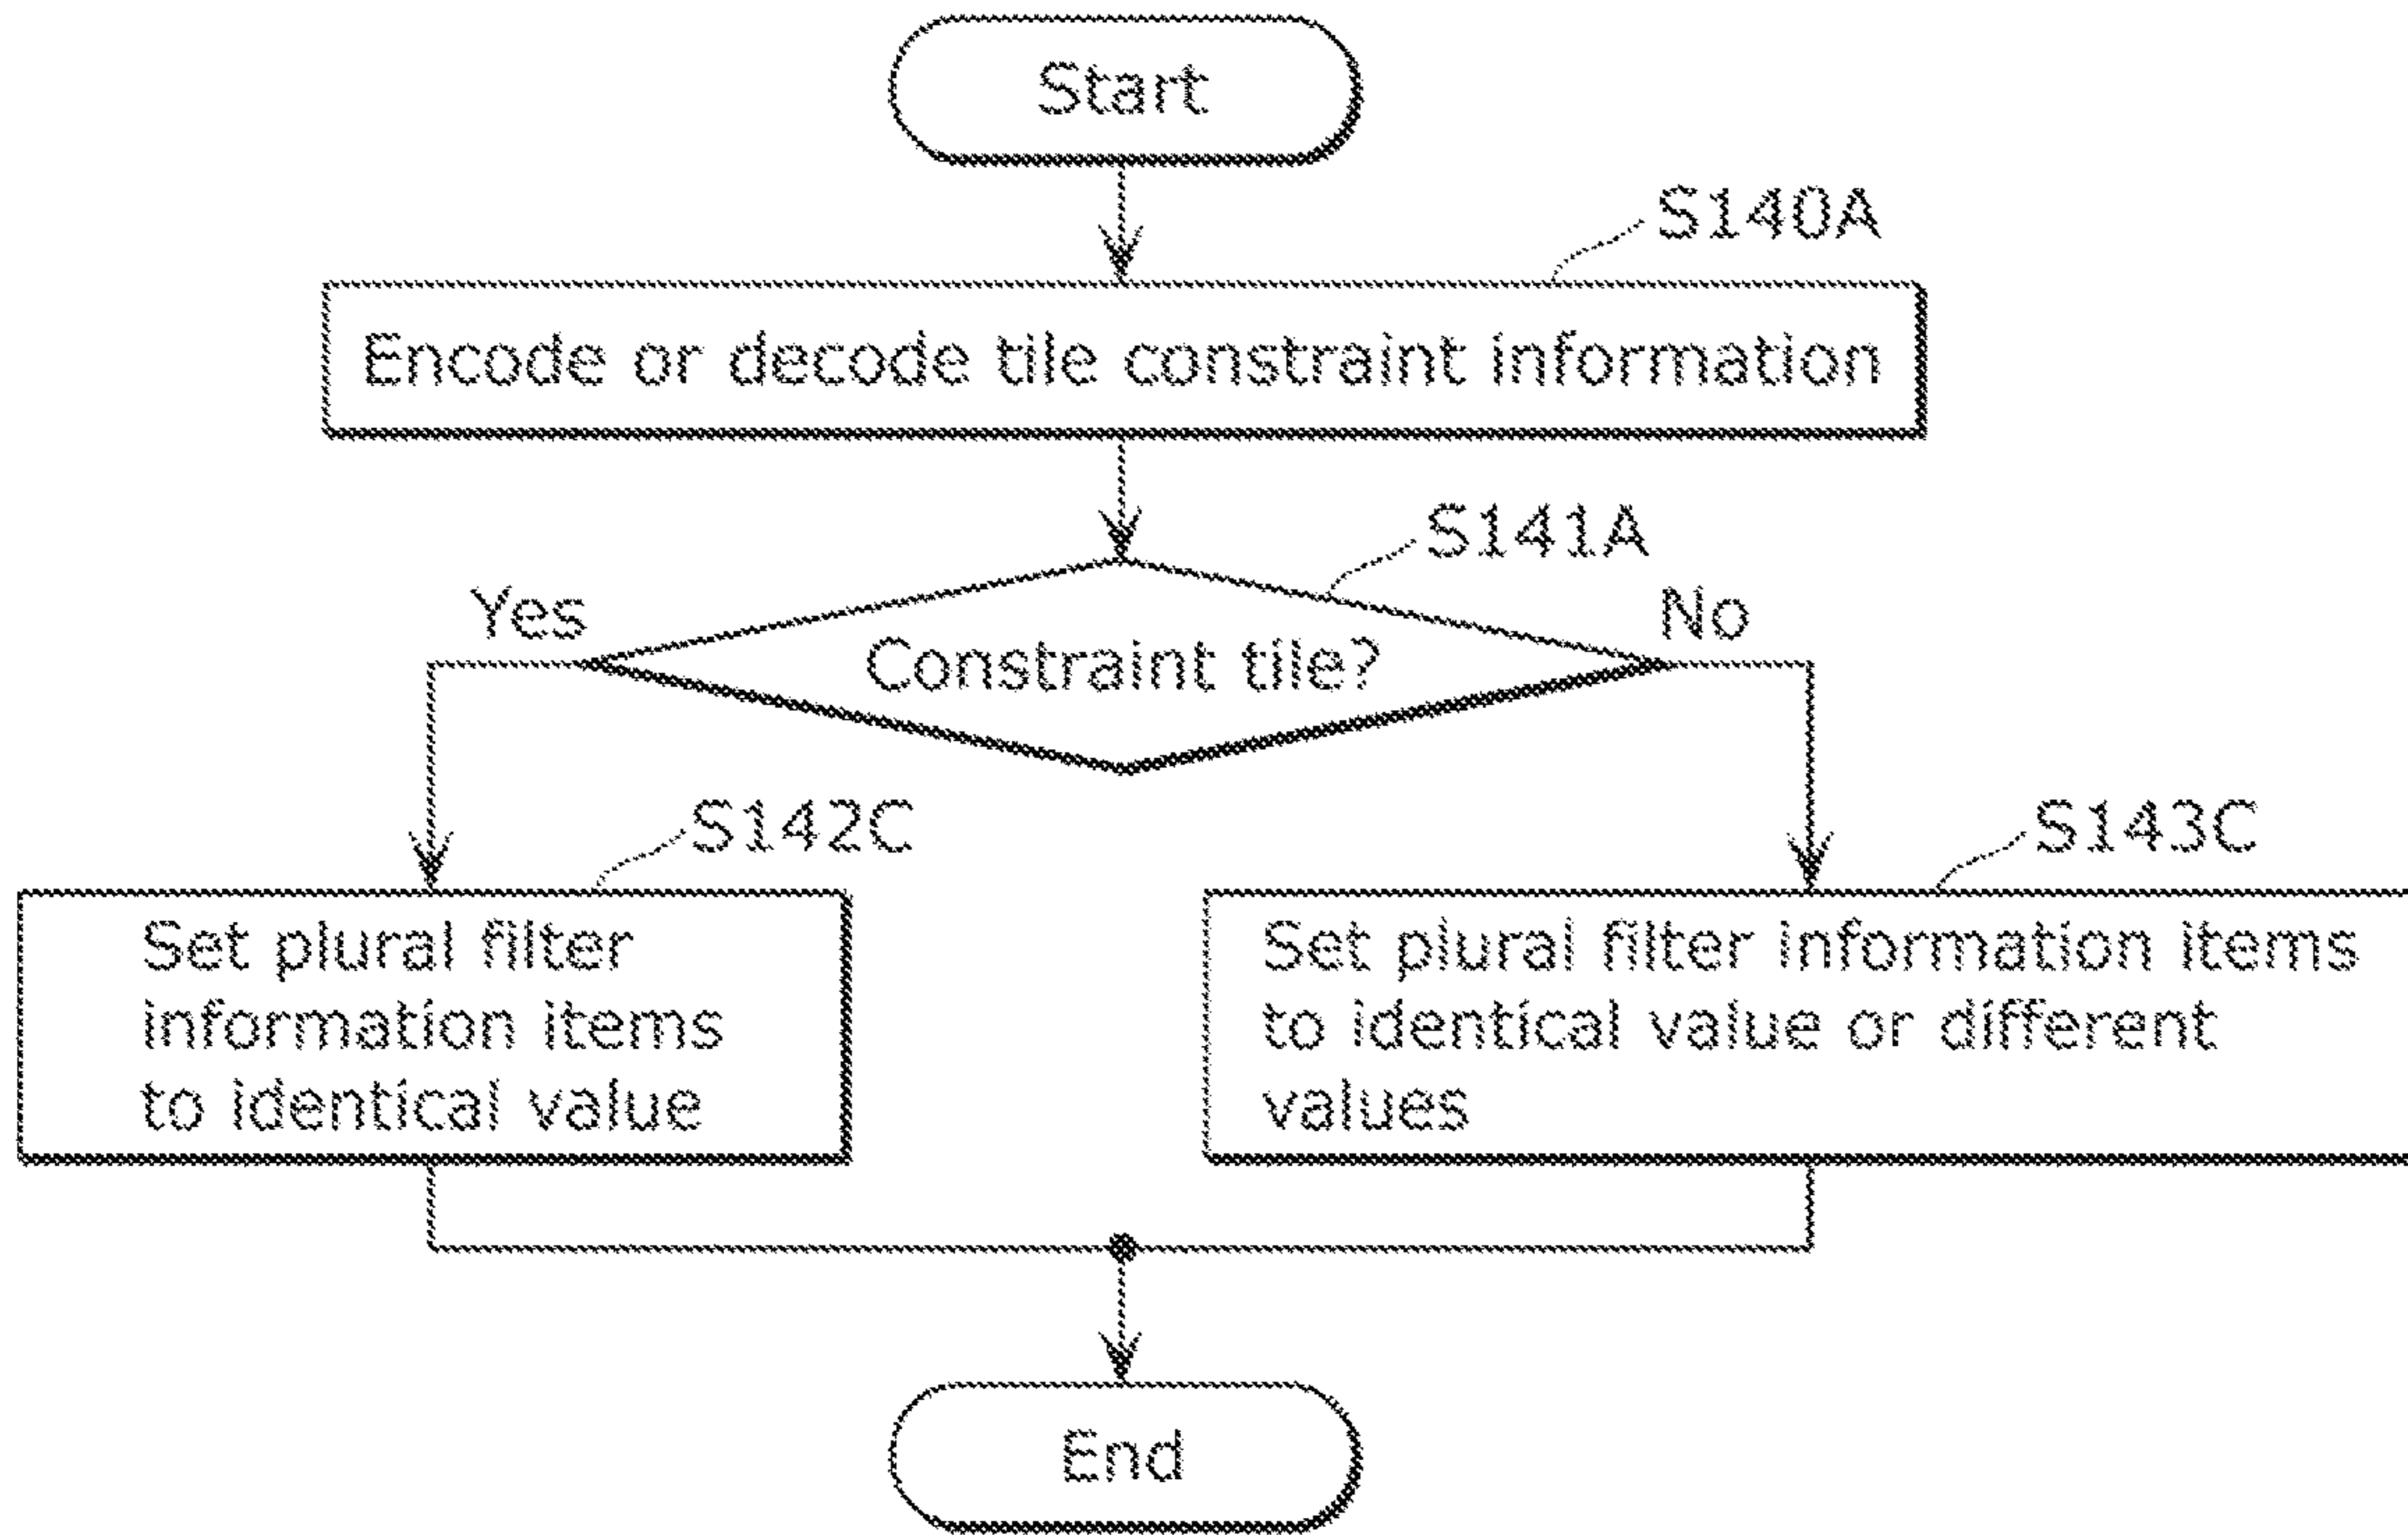 Start
S140A
Encode or decode tile constraint information
S141A
Yes
No
Constraint tile?
S142C
S143C
Set plural filter
information items
to identical value
Set plural filter information items
to identical value or different
values
End